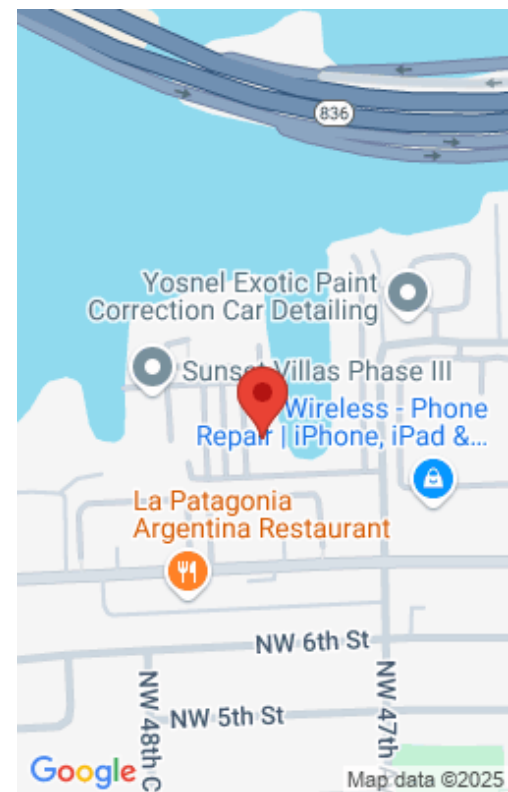 836
Yosnel Exotic Paint
Correction Car Detailing
Sunset Villas Phase III
Wireless - Phone
Repair | iPhone, iPad &...
La Patagonia
Argentina Restaurant
NW 6th St
NW 48th C
NW 5th St
NW 47th
Google
Map data ©2025